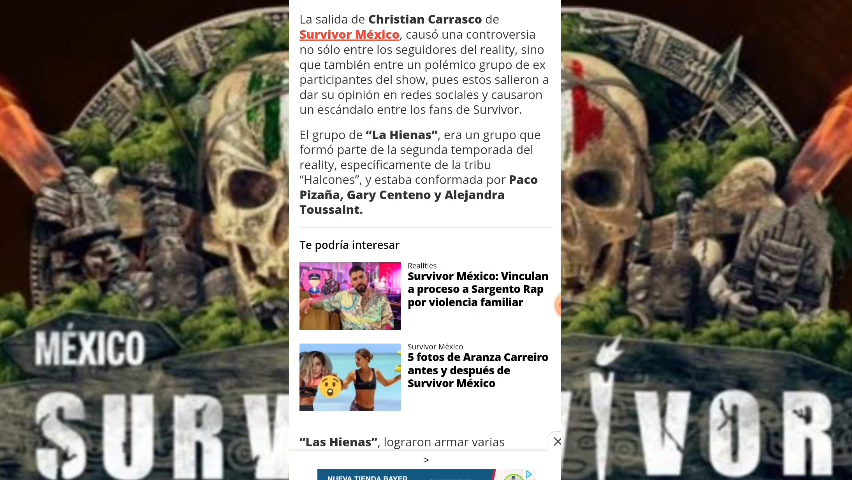 La salida de Christian Carrasco de
Survivor México, causó una controversia
no sólo entre los seguidores del reality, sino
que también entre un polémico grupo de ex
participantes del show, pues estos salieron a
dar su opinión en redes sociales y causaron
un escándalo entre los fans de Survivor.
El grupo de “La Hienas”, era un grupo que
formó parte de la segunda temporada del
reality, específicamente de la tribu
“Halcones”, y estaba conformada por Paco
Pizaña, Gary Centeno y Alejandra
Toussaint.
Te podría interesar
Realities
Survivor México: Vinculan
a proceso a Sargento Rap
por violencia familiar
Survivor México
5 fotos de Aranza Carreiro
antes y después de
Survivor México
“Las Hienas”, lograron armar varias
>
NUEVA TIENDA BAYER
MÉXICO
SURV
VOR